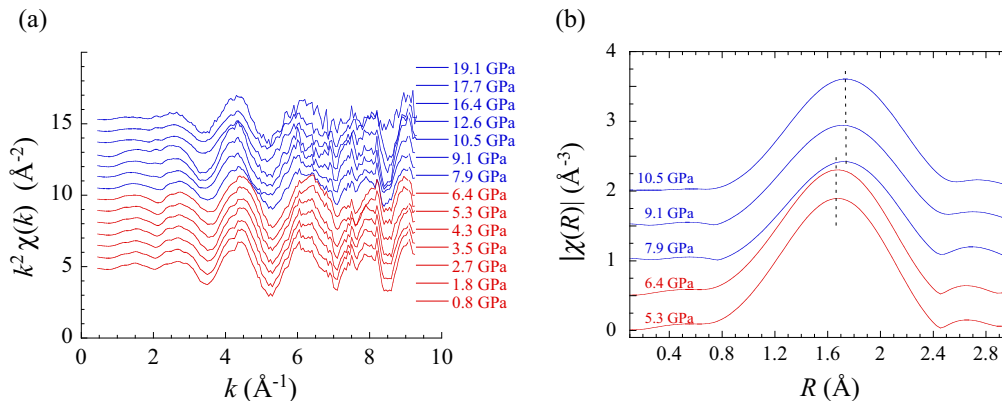 (a)
k² χ(k) (Å⁻²)
15
10
5
0
0
2
4
6
8
10
k (Å⁻¹)
19.1 GPa
17.7 GPa
16.4 GPa
12.6 GPa
10.5 GPa
9.1 GPa
7.9 GPa
6.4 GPa
5.3 GPa
4.3 GPa
3.5 GPa
2.7 GPa
1.8 GPa
0.8 GPa
(b)
|χ(R)| (Å⁻³)
4
3
2
1
0
10.5 GPa
9.1 GPa
7.9 GPa
6.4 GPa
5.3 GPa
0.4
0.8
1.2
1.6
2
2.4
2.8
R (Å)